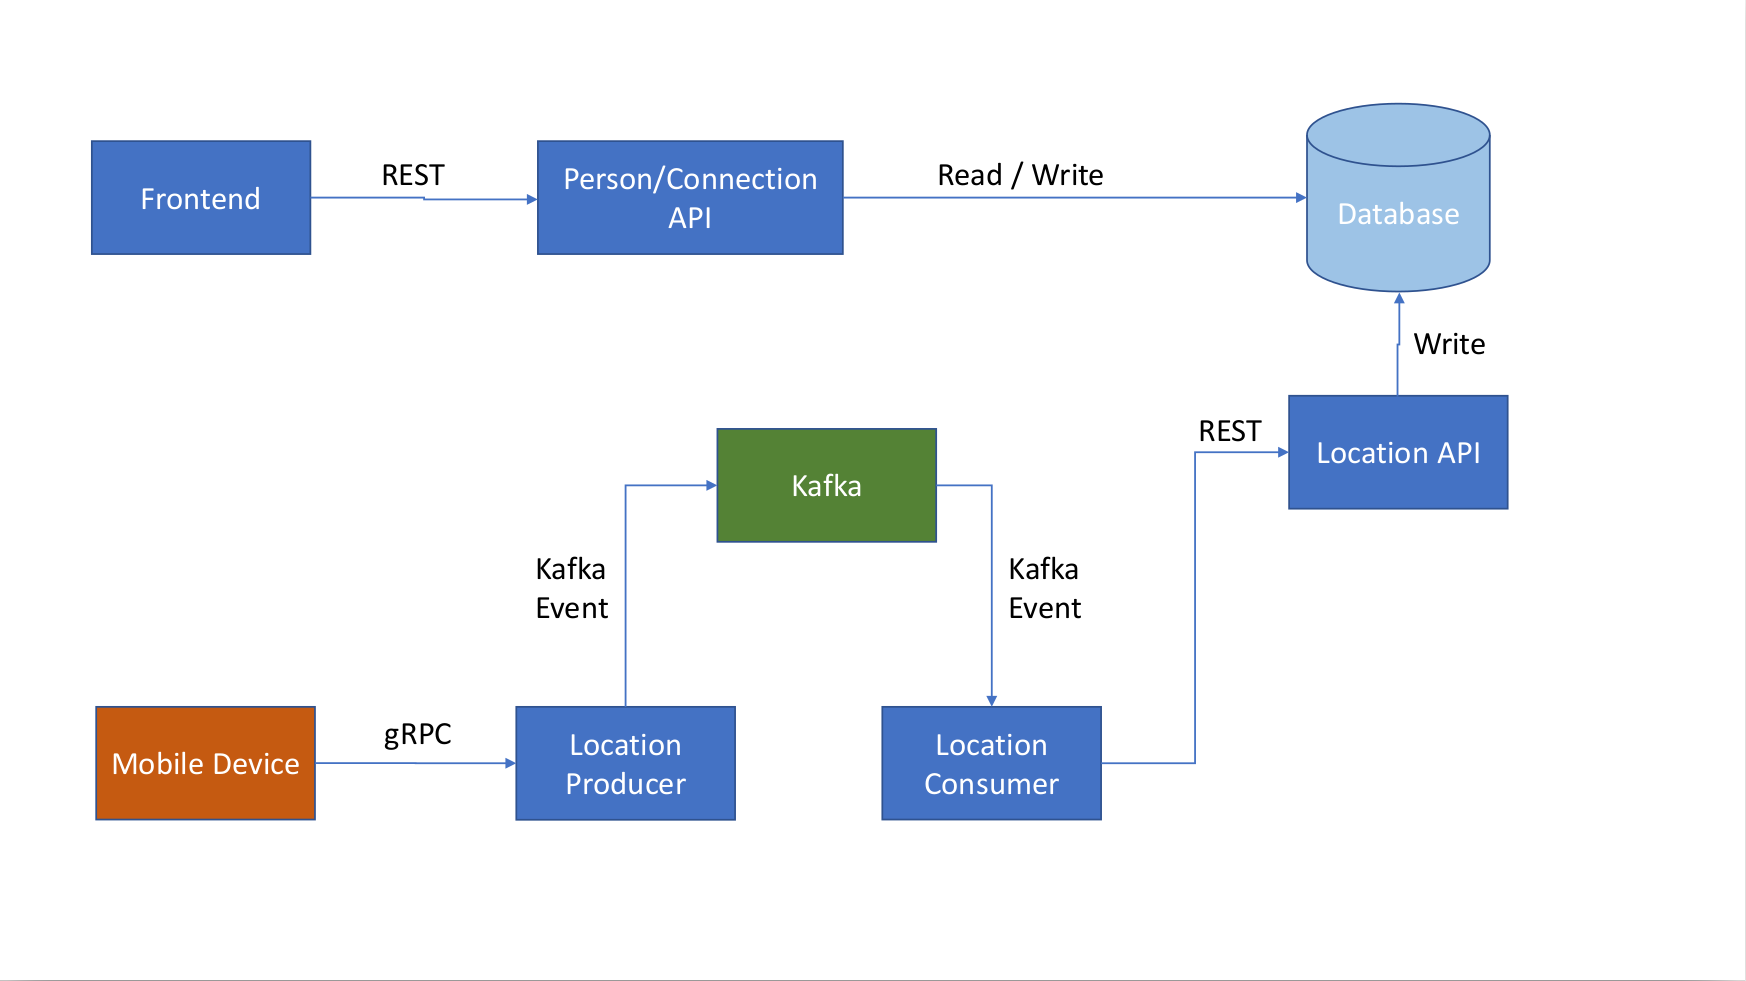 Frontend
REST
Person/Connection
API
Read / Write
Database
Write
REST
Location API
Kafka
Kafka
Event
Kafka
Event
Mobile Device
gRPC
Location
Producer
Location
Consumer